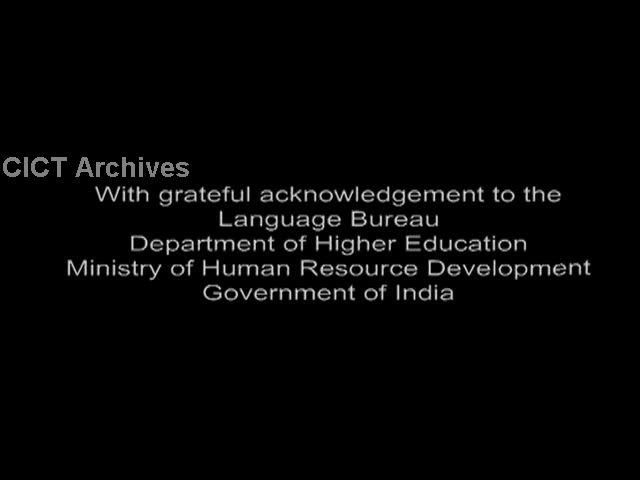 CICT Archives
With grateful acknowledgement to the
Language Bureau
Department of Higher Education
Ministry of Human Resource Development
Government of India